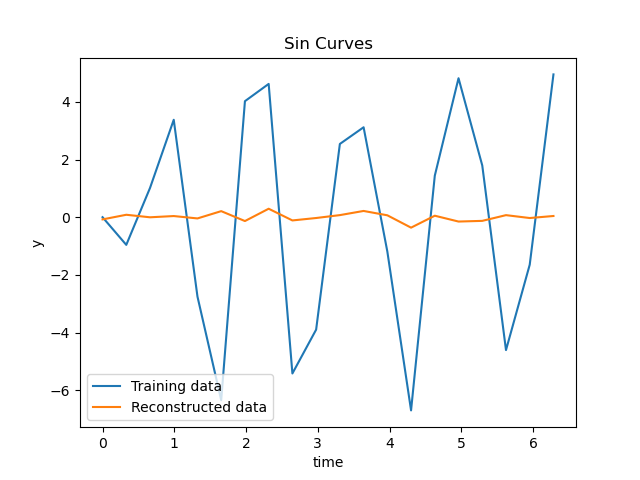 Sin Curves
y
4
2
0
−2
−4
−6
Training data
Reconstructed data
0 1 2 3 4 5 6
time